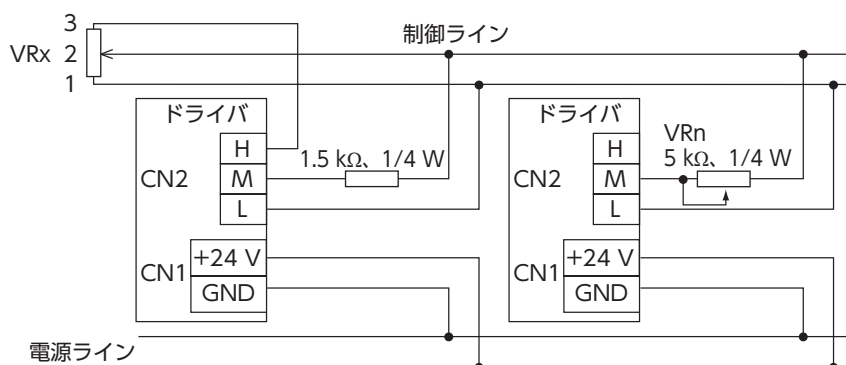 3
VRx 2
1
制御ライン
ドライバ
H
CN2 M
L
1.5 kΩ、1/4 W
+24 V
CN1
GND
ドライバ
H
CN2 M
L
VRn
5 kΩ、1/4 W
+24 V
CN1
GND
電源ライン